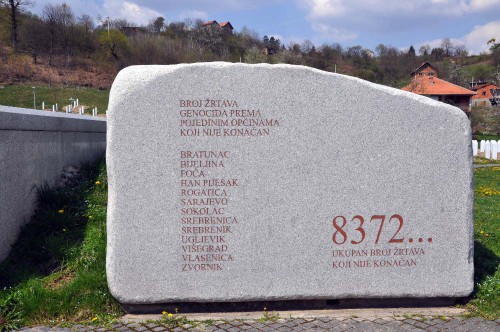 BROJ ŽRTAVA
GENOCIDA PREMA
POJEDINIM OPĆINAMA
KOJI NIJE KONAČAN
BRATUNAC
BIJELJINA
FOČA
HAN PIJESAK
ROGATICA
SARAJEVO
SOKOLAC
SREBRENICA
SREBRENIK
UGLJEVIK
VIŠEGRAD
VLASENICA
ZVORNIK
8372...
UKUPAN BROJ ŽRTAVA
KOJI NIJE KONAČAN